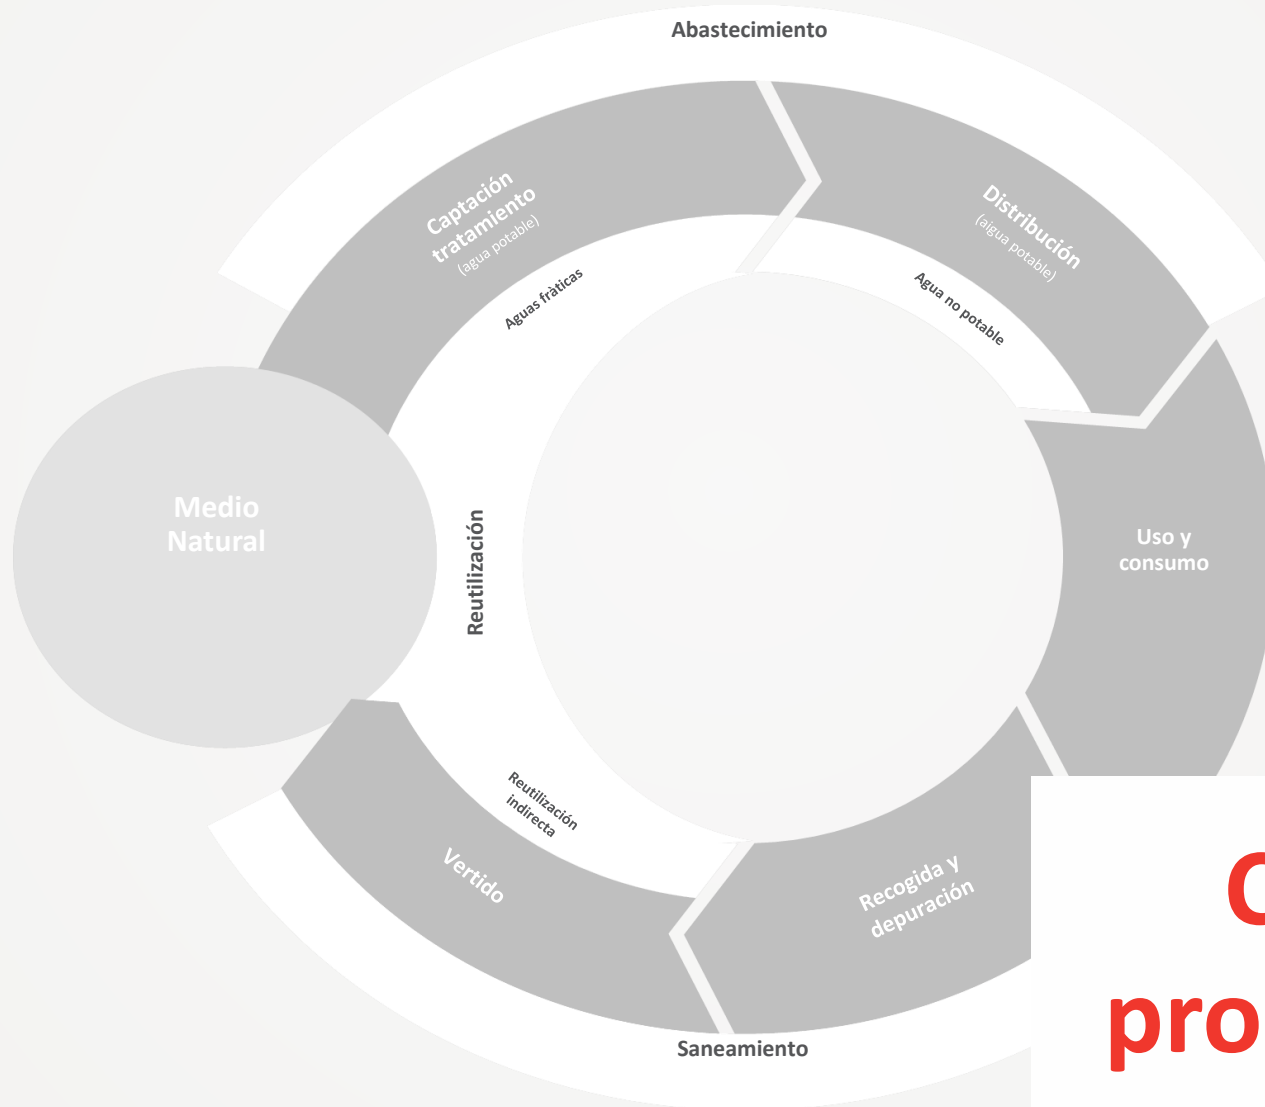 Abastecimiento
Captación
tratamiento
(agua potable)
Distribución
(aigua potable)
Aguas fràticas
Agua no potable
Medio
Natural
Reutilización
Uso y
consumo
Reutilización
indirecta
Vertido
Recogida y
depuración
Saneamiento
pro